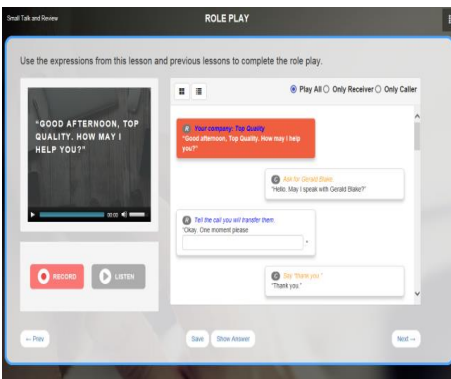 Small Talk and Review
ROLE PLAY
Use the expressions from this lesson and previous lessons to complete the role play.
"GOOD AFTERNOON, TOP
QUALITY. HOW MAY I
HELP YOU?"
00:00
RECORD
LISTEN
Play All
Only Receiver
Only Caller
R Your company: Top Quality
"Good afternoon, Top Quality. How may I help
you?"
C Ask for Gerald Blake.
"Hello. May I speak with Gerald Blake?"
R Tell the call you will transfer them.
"Okay. One moment please
"
C Say "thank you."
"Thank you."
← Prev
Save
Show Answer
Next →